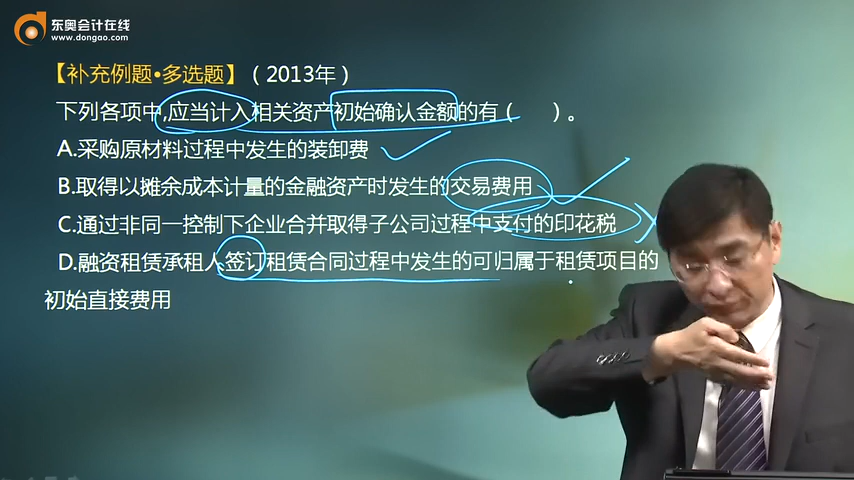 东奥会计在线
www.dongao.com
【补充例题•多选题】（2013年）
下列各项中,应当计入相关资产初始确认金额的有（　　）。
A.采购原材料过程中发生的装卸费
B.取得以摊余成本计量的金融资产时发生的交易费用
C.通过非同一控制下企业合并取得子公司过程中支付的印花税
D.融资租赁承租人签订租赁合同过程中发生的可归属于租赁项目的
初始直接费用